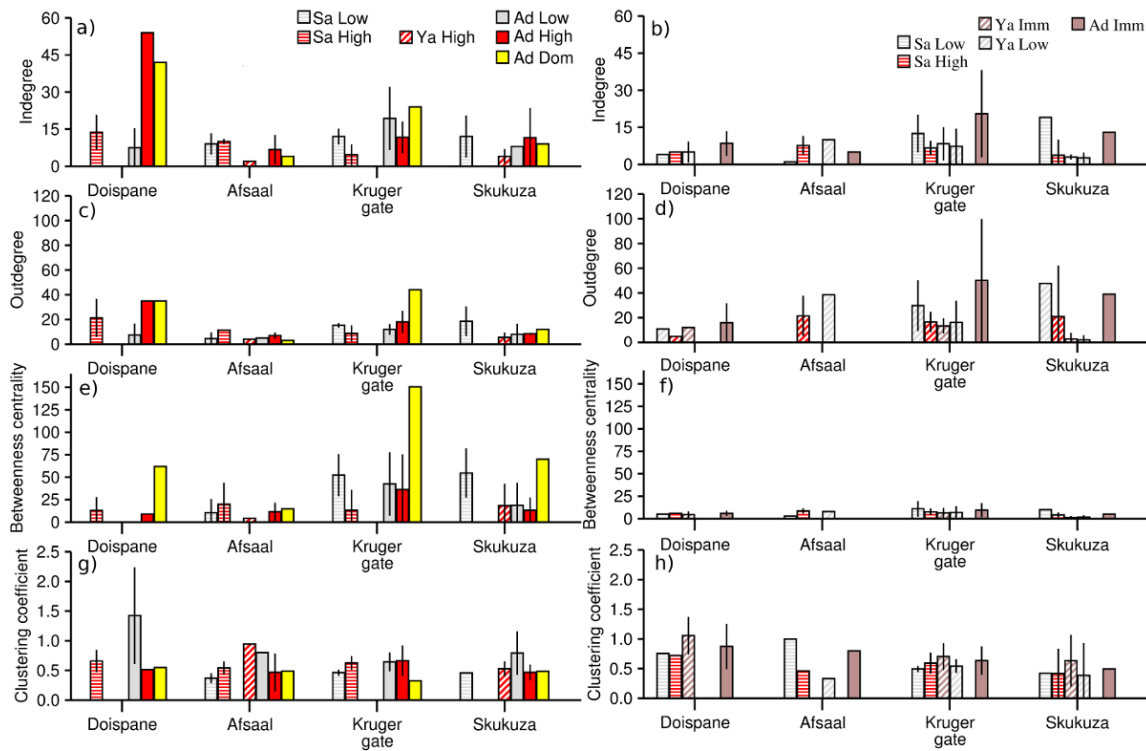 a)
Sa Low
Sa High
Ya High
Ad Low
Ad High
Ad Dom
Indegree
60
45
30
15
0
Doispane
Afsaal
Kruger
gate
Skukuza
b)
Ya Imm
Ad Imm
Sa Low
Ya Low
Sa High
Indegree
60
45
30
15
0
Doispane
Afsaal
Kruger
gate
Skukuza
c)
Outdegree
120
100
80
60
40
20
0
Doispane
Afsaal
Kruger
gate
Skukuza
d)
Outdegree
120
100
80
60
40
20
0
Doispane
Afsaal
Kruger
gate
Skukuza
e)
Betweenness centrality
150
125
100
75
50
25
0
Doispane
Afsaal
Kruger
gate
Skukuza
f)
Betweenness centrality
150
125
100
75
50
25
0
Doispane
Afsaal
Kruger
gate
Skukuza
g)
Clustering coefficient
2.5
2.0
1.5
1.0
0.5
0.0
Doispane
Afsaal
Kruger
gate
Skukuza
h)
Clustering coefficient
2.5
2.0
1.5
1.0
0.5
0.0
Doispane
Afsaal
Kruger
gate
Skukuza